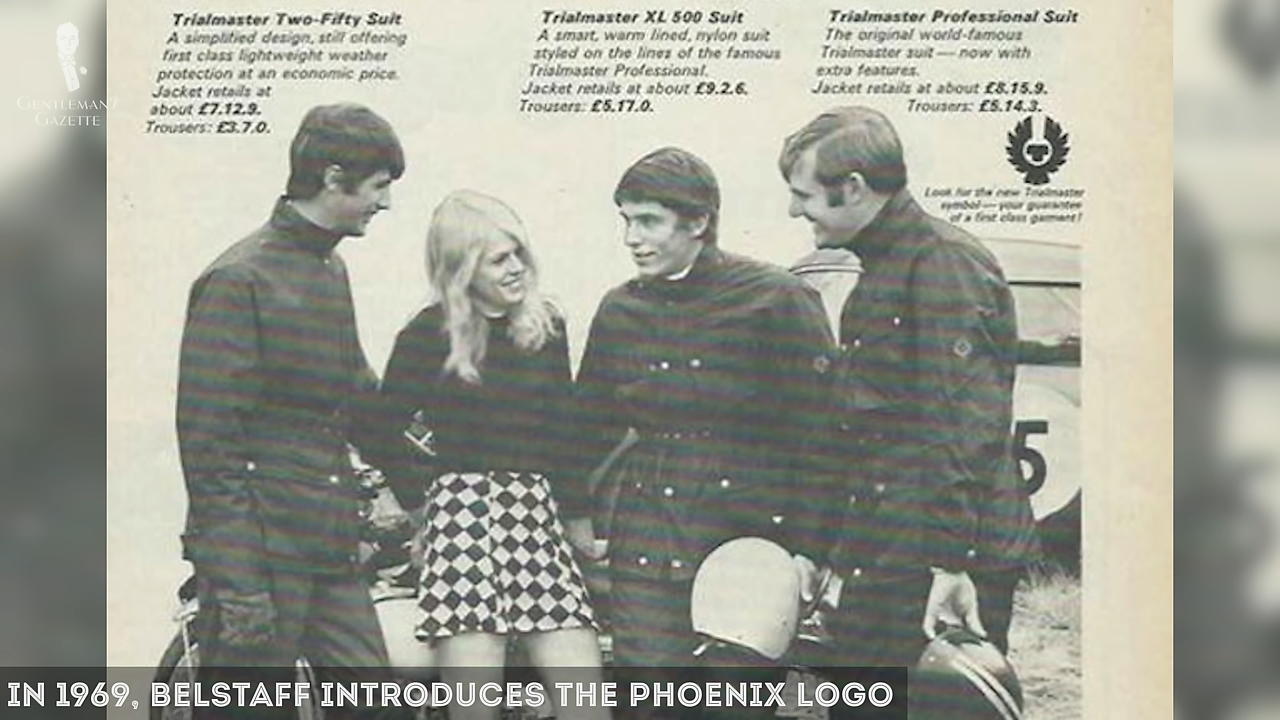 Trialmaster Two-Fifty Suit
A simplified design, still offering
first class lightweight weather
protection at an economic price.
Jacket retails at
about £7.12.9.
Trousers: £3.7.0.
Trialmaster XL 500 Suit
A smart, warm lined, nylon suit
styled on the lines of the famous
Trialmaster Professional.
Jacket retails at about £9.2.6.
Trousers: £5.17.0.
Trialmaster Professional Suit
The original world-famous
Trialmaster suit — now with
extra features.
Jacket retails at about £8.15.9.
Trousers: £5.14.3.
Look for the new Trialmaster
symbol — your guarantee
of a first class garment!
GENTLEMAN'S
GAZETTE
5
IN 1969, BELSTAFF INTRODUCES THE PHOENIX LOGO